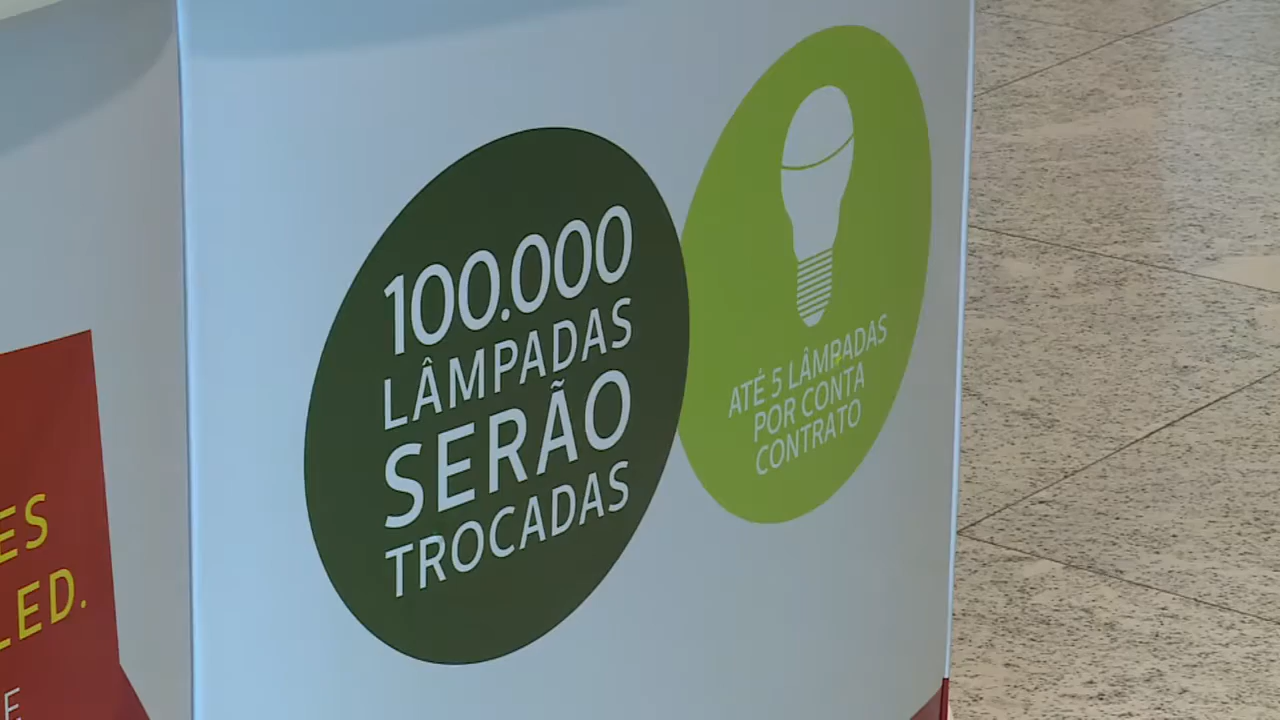 100.000
LÂMPADAS
SERÃO
TROCADAS
ATÉ 5 LÂMPADAS
POR CONTA
CONTRATO
LED.